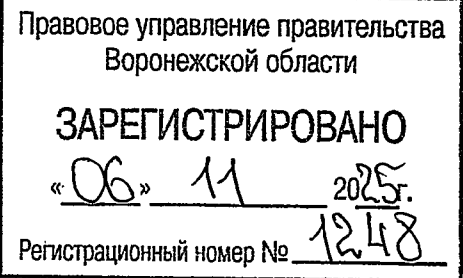 Правовое управление правительства
Воронежской области
ЗАРЕГИСТРИРОВАНО
«06» 11 2025г.
Регистрационный номер № 1248